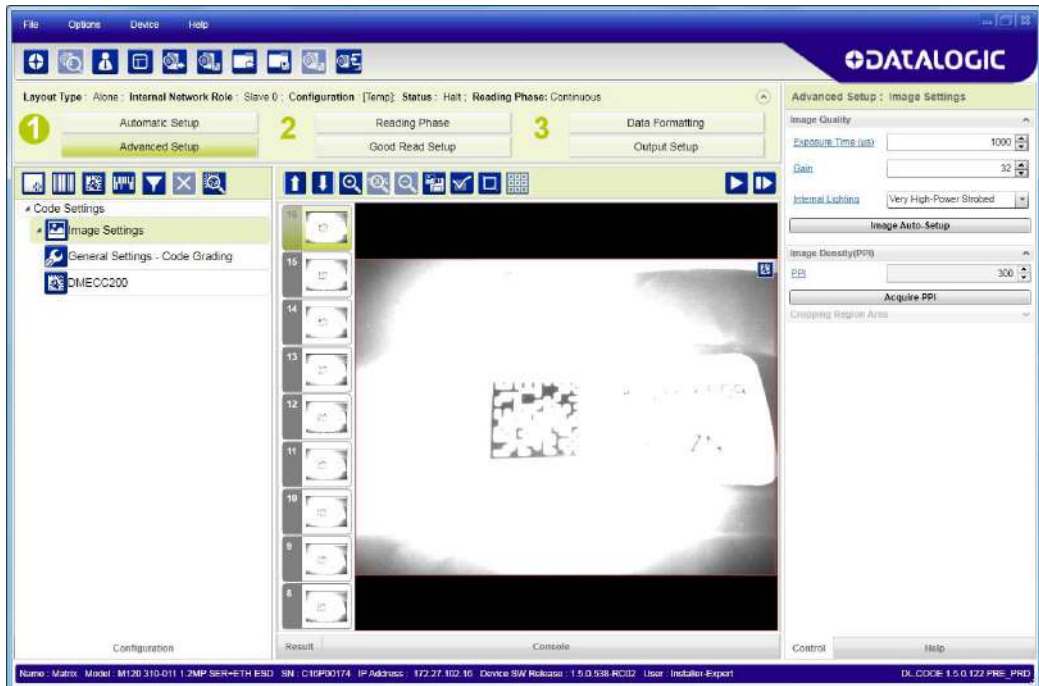 File Options Device Help
DATALOGIC
Layout Type : Alone : Internal Network Role : Slave 0 : Configuration : [Temp]: Status : Halt ; Reading Phase: Continuous
1 Automatic Setup 2 Reading Phase 3 Data Formatting
Advanced Setup Good Read Setup Output Setup
Advanced Setup : Image Settings
Image Quality
Exposure Time (us) 1000
Gain 32
Internal Lighting Very High-Power Strobed
Image Auto-Setup
Image Density(PPI)
PPI 300
Acquire PPI
Cropping Region Area
Code Settings
Image Settings
General Settings - Code Grading
DMECC200
16
15
14
13
12
11
10
9
8
Configuration Result Console Control Help
Name : Matrix Model : M120 310-011 1.2MP SER+ETH ESD SN : C16P00174 IP Address : 172.27.102.16 Device SW Release : 1.5.0.538-RC02 User : Installer-Expert DL.CODE 1.5.0.122 PRE_PRD